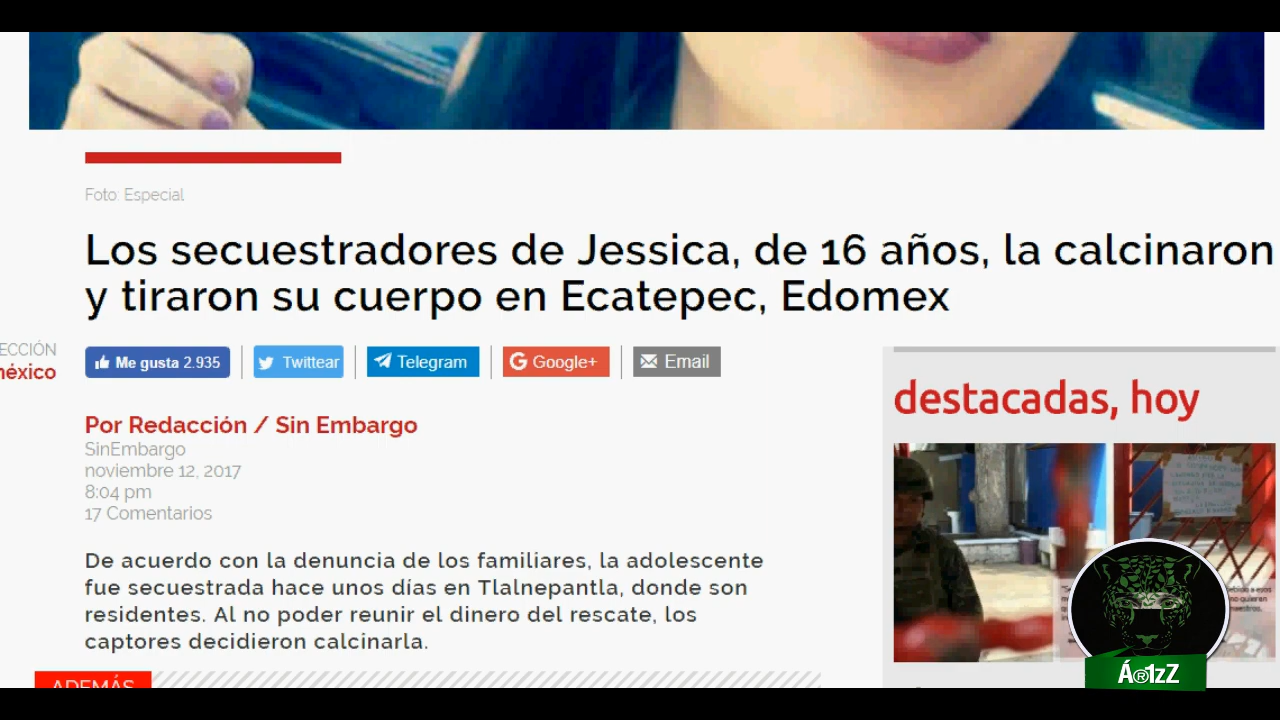 Foto: Especial
Los secuestradores de Jessica, de 16 años, la calcinaron
y tiraron su cuerpo en Ecatepec, Edomex
ECCIÓN
méxico
Me gusta 2.935
Twittear
Telegram
Google+
Email
Por Redacción / Sin Embargo
SinEmbargo
noviembre 12, 2017
8:04 pm
17 Comentarios
De acuerdo con la denuncia de los familiares, la adolescente
fue secuestrada hace unos días en Tlalnepantla, donde son
residentes. Al no poder reunir el dinero del rescate, los
captores decidieron calcinarla.
ADEMÁS
destacadas, hoy
Á®1zZ